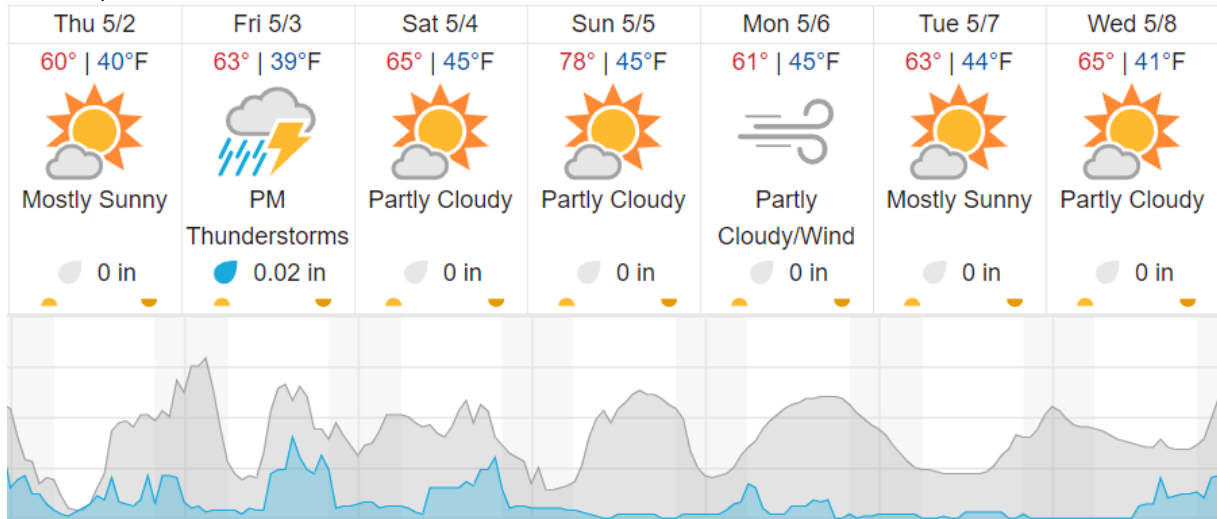 Thu 5/2 Fri 5/3 Sat 5/4 Sun 5/5 Mon 5/6 Tue 5/7 Wed 5/8
60° | 40°F 63° | 39°F 65° | 45°F 78° | 45°F 61° | 45°F 63° | 44°F 65° | 41°F
Mostly Sunny PM Partly Cloudy Partly Cloudy Partly Mostly Sunny Partly Cloudy
Thunderstorms Cloudy/Wind
0 in 0.02 in 0 in 0 in 0 in 0 in 0 in